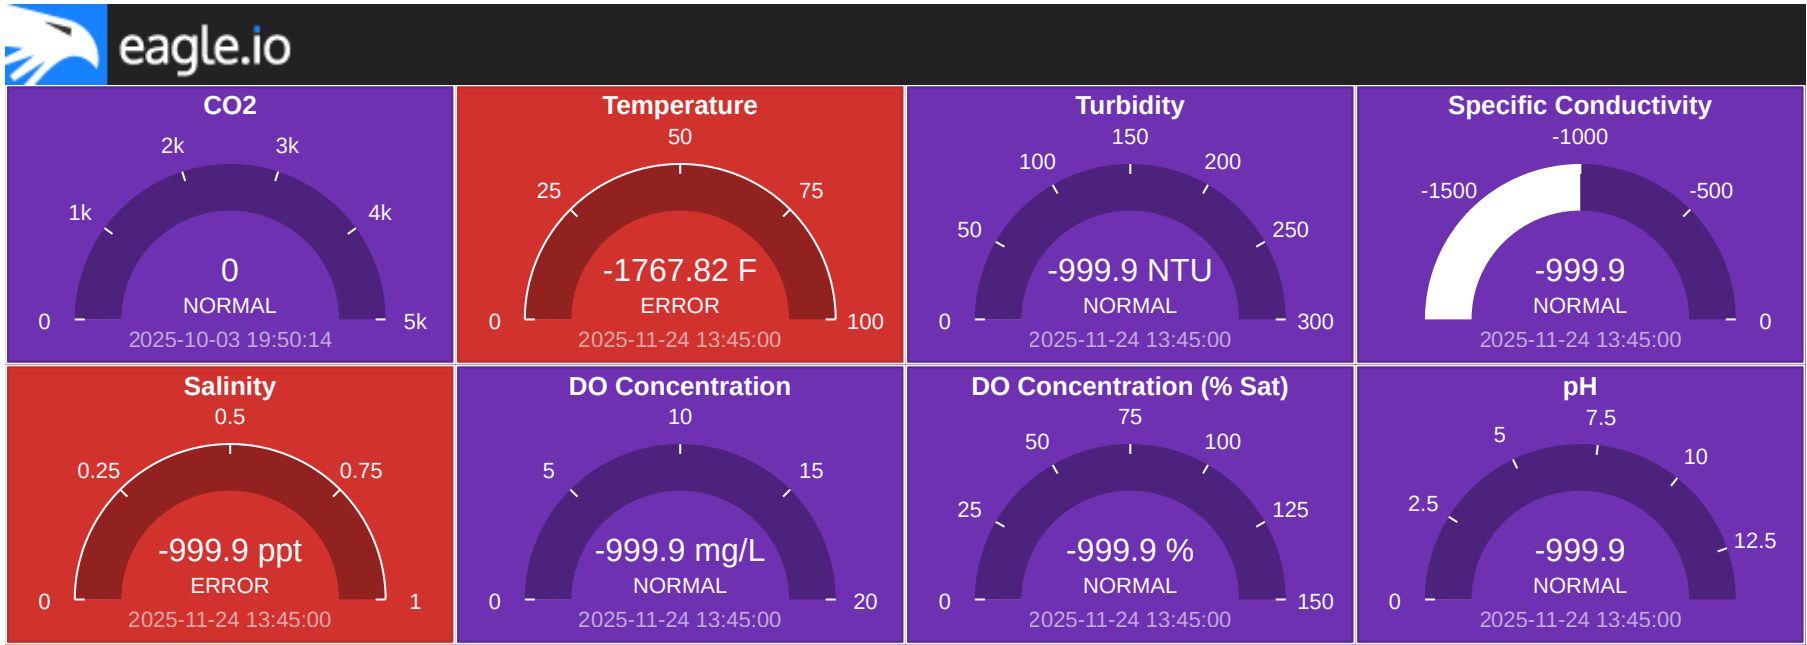 eagle.io
CO2
2k
3k
1k
4k
0
NORMAL
0
5k
2025-10-03 19:50:14
Temperature
50
25
75
-1767.82 F
ERROR
0
100
2025-11-24 13:45:00
Turbidity
150
100
200
50
250
-999.9 NTU
NORMAL
0
300
2025-11-24 13:45:00
Specific Conductivity
-1000
-1500
-500
-999.9
NORMAL
0
2025-11-24 13:45:00
Salinity
0.5
0.25
0.75
-999.9 ppt
ERROR
0
1
2025-11-24 13:45:00
DO Concentration
10
5
15
-999.9 mg/L
NORMAL
0
20
2025-11-24 13:45:00
DO Concentration (% Sat)
75
50
100
25
125
-999.9 %
NORMAL
0
150
2025-11-24 13:45:00
pH
7.5
5
10
2.5
12.5
-999.9
NORMAL
0
2025-11-24 13:45:00